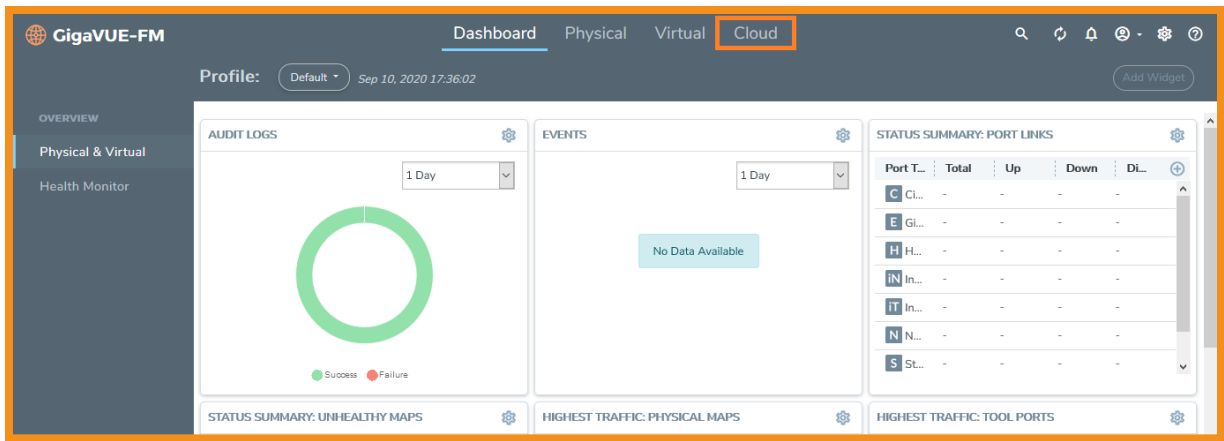 GigaVUE-FM
Dashboard Physical Virtual Cloud
Profile: Default Sep 10, 2020 17:36:02
Add Widget
OVERVIEW
Physical & Virtual
Health Monitor
AUDIT LOGS
1 Day
Success Failure
EVENTS
1 Day
No Data Available
STATUS SUMMARY: PORT LINKS
Port T... Total Up Down Di...
C Ci... - - - -
E Gi... - - - -
H H... - - - -
iN In... - - - -
iT In... - - - -
N N... - - - -
S St... - - - -
STATUS SUMMARY: UNHEALTHY MAPS
HIGHEST TRAFFIC: PHYSICAL MAPS
HIGHEST TRAFFIC: TOOL PORTS